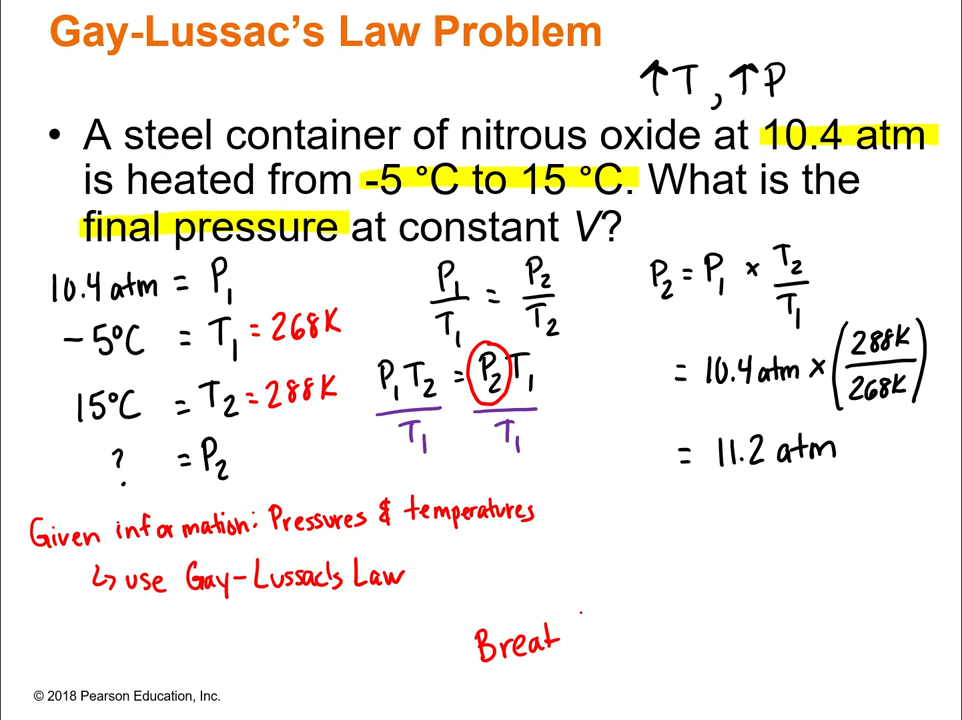 Gay-Lussac's Law Problem
↑T, ↑P
• A steel container of nitrous oxide at 10.4 atm
is heated from -5 °C to 15 °C. What is the
final pressure at constant V?
10.4 atm = P₁
-5°C = T₁ = 268K
15°C = T₂ = 288K
? = P₂
P₁/T₁ = P₂/T₂
P₁T₂/T₁ = P₂T₁/T₁
P₂ = P₁ × T₂/T₁
= 10.4 atm × (288K/268K)
= 11.2 atm
Given information: Pressures & temperatures
↳ use Gay-Lussac's Law
Breat
© 2018 Pearson Education, Inc.